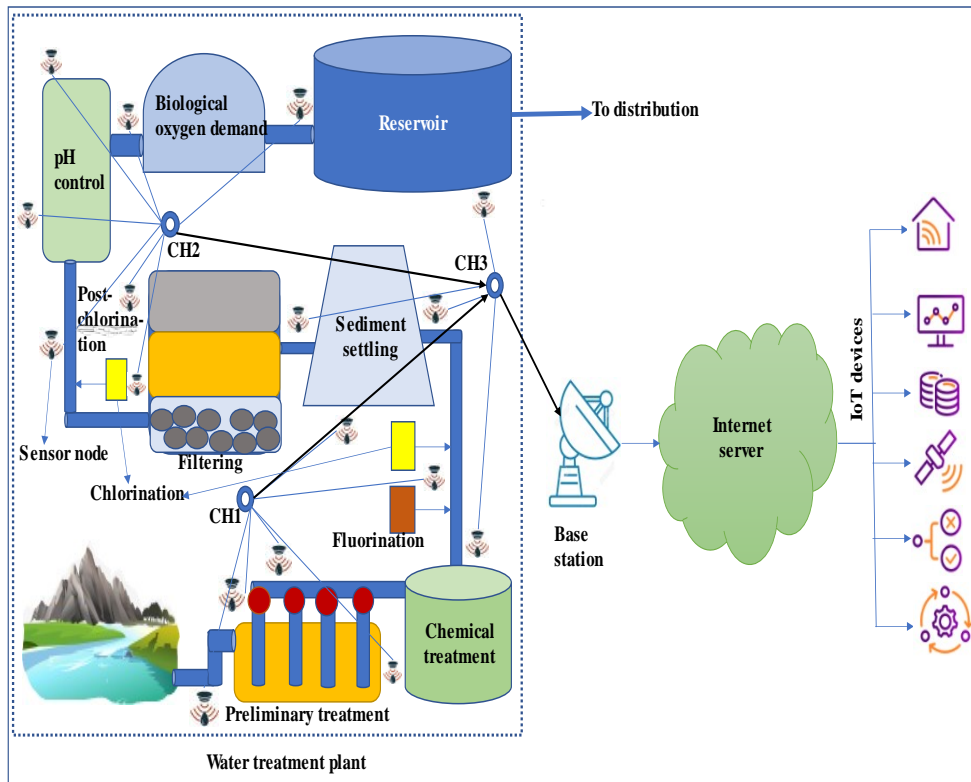 Biological
oxygen demand
Reservoir
To distribution
pH
control
CH2
CH3
Post-
chlorina-
tion
Sediment
settling
IoT devices
Internet
server
Sensor node
Filtering
Chlorination
CH1
Fluorination
Base
station
Chemical
treatment
Preliminary treatment
Water treatment plant